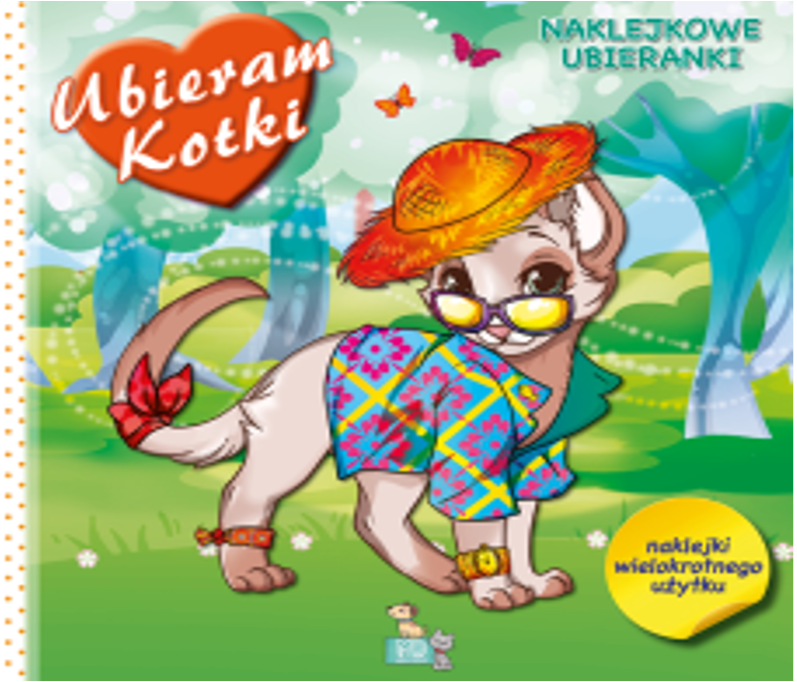 Ubieram
Kotki
NAKLEJKOWE
UBIERANKI
naklejki
wielokrotnego
użytku